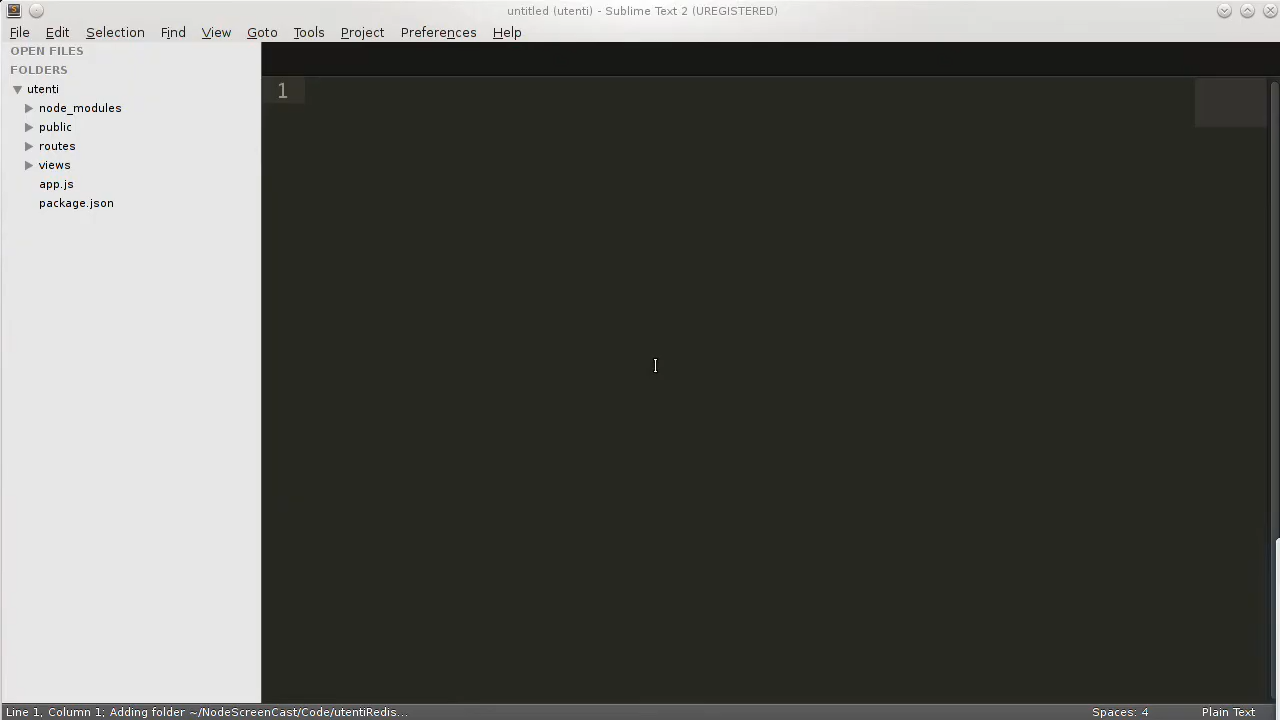 untitled (utenti) - Sublime Text 2 (UREGISTERED)
File Edit Selection Find View Goto Tools Project Preferences Help
OPEN FILES
FOLDERS
utenti
node_modules
public
routes
views
app.js
package.json
1
Line 1, Column 1; Adding folder ~/NodeScreenCast/Code/utentiRedis... Spaces: 4 Plain Text